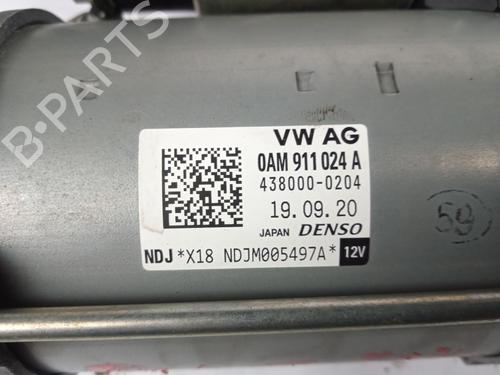 B-PARTS
VW AG
0AM 911 024 A
438000-0204
19.09.20
JAPAN DENSO
NDJ *X18 NDJM005497A* 12V
59